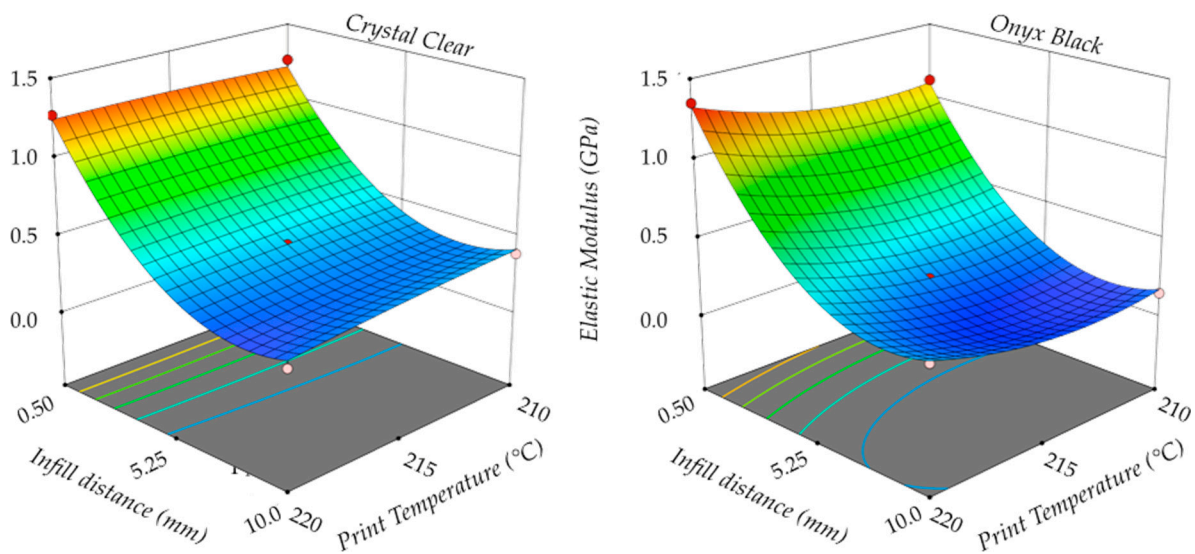 Crystal Clear
1.5
1.0
0.5
0.0
0.50
5.25
10.0
220
215
210
Infill distance (mm)
Print Temperature (°C)
Onyx Black
Elastic Modulus (GPa)
1.5
1.0
0.5
0.0
0.50
5.25
10.0
220
215
210
Infill distance (mm)
Print Temperature (°C)